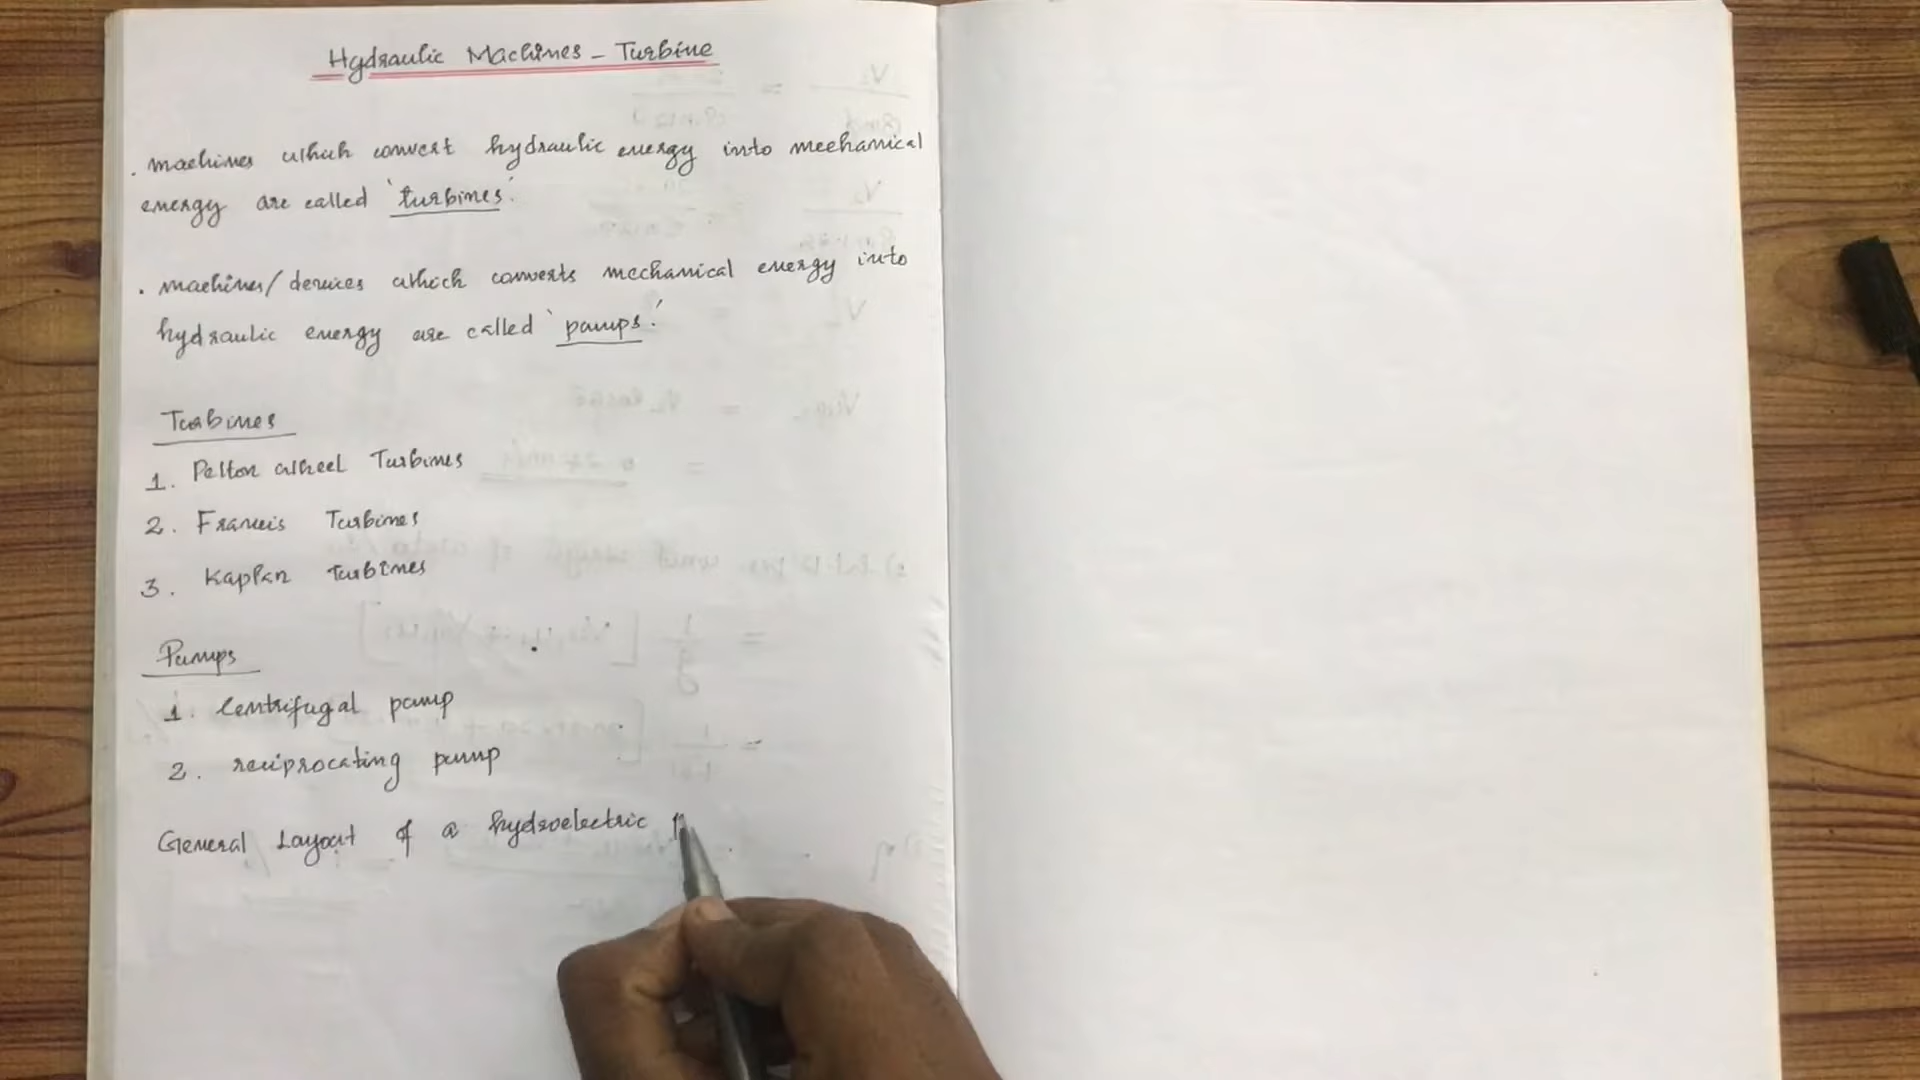 Hydraulic Machines - Turbine
. machines which convert hydraulic energy into mechanical
energy are called 'turbines'.
. machines/devices which converts mechanical energy into
hydraulic energy are called 'pumps'.
Turbines
1. Pelton wheel Turbines
2. Francis Turbines
3. Kaplan turbines
Pumps
1. Centrifugal pump
2. reciprocating pump
General Layout of a hydroelectric p